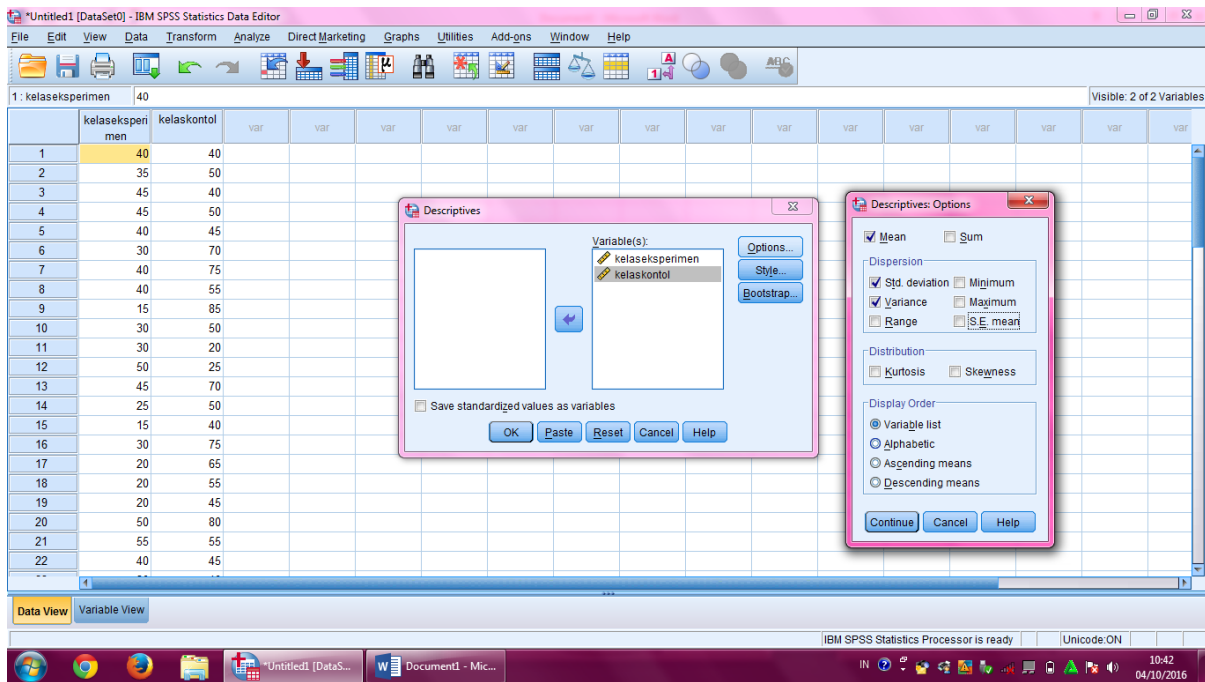 *Untitled1 [DataSet0] - IBM SPSS Statistics Data Editor
File Edit View Data Transform Analyze Direct Marketing Graphs Utilities Add-ons Window Help
1 : kelaseksperimen 40 Visible: 2 of 2 Variables
kelaseksperi
men kelaskontol var var var var var var var var var var var var var var var
1 40 40
2 35 50
3 45 40
4 45 50
5 40 45
6 30 70
7 40 75
8 40 55
9 15 85
10 30 50
11 30 20
12 50 25
13 45 70
14 25 50
15 15 40
16 30 75
17 20 65
18 20 55
19 20 45
20 50 80
21 55 55
22 40 45
Descriptives
Variable(s):
kelaseksperimen
kelaskontol
Options...
Style...
Bootstrap...
Save standardized values as variables
OK Paste Reset Cancel Help
Descriptives: Options
Mean Sum
Dispersion
Std. deviation Minimum
Variance Maximum
Range S.E. mean
Distribution
Kurtosis Skewness
Display Order
Variable list
Alphabetic
Ascending means
Descending means
Continue Cancel Help
Data View Variable View
IBM SPSS Statistics Processor is ready Unicode:ON
*Untitled1 [DataS... Document1 - Mic... IN 10:42
04/10/2016